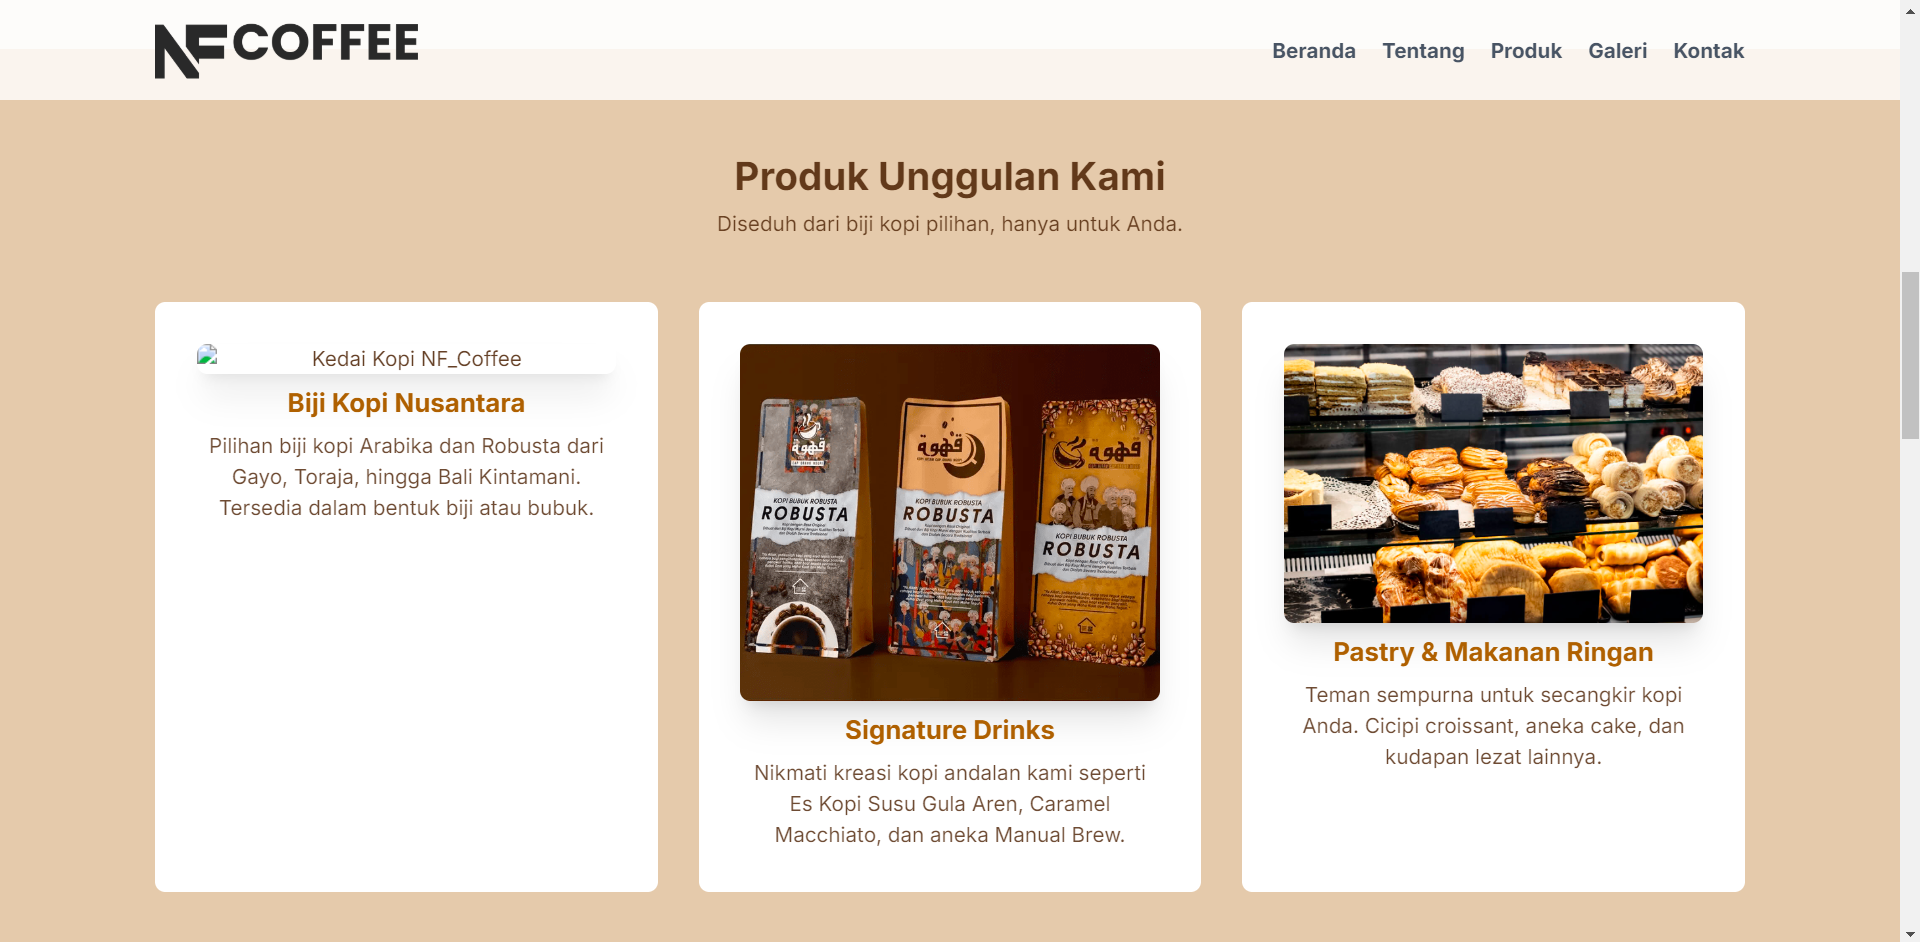 NF COFFEE
Beranda Tentang Produk Galeri Kontak
Produk Unggulan Kami
Diseduh dari biji kopi pilihan, hanya untuk Anda.
Kedai Kopi NF_Coffee
Biji Kopi Nusantara
Pilihan biji kopi Arabika dan Robusta dari
Gayo, Toraja, hingga Bali Kintamani.
Tersedia dalam bentuk biji atau bubuk.
قهوة
KOPI BUBUK ROBUSTA
ROBUSTA
قهوة
KOPI BUBUK ROBUSTA
ROBUSTA
قهوة
KOPI BUBUK ROBUSTA
ROBUSTA
Signature Drinks
Nikmati kreasi kopi andalan kami seperti
Es Kopi Susu Gula Aren, Caramel
Macchiato, dan aneka Manual Brew.
Pastry & Makanan Ringan
Teman sempurna untuk secangkir kopi
Anda. Cicipi croissant, aneka cake, dan
kudapan lezat lainnya.